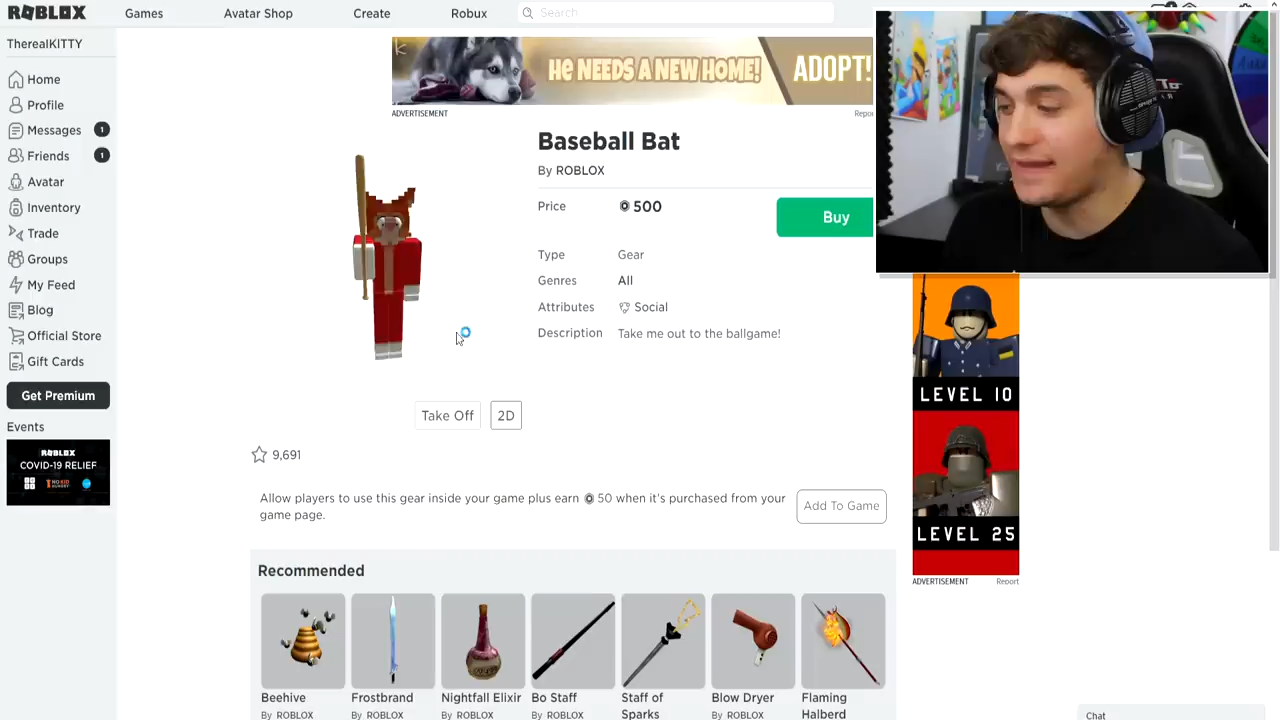 ROBLOX
Games
Avatar Shop
Create
Robux
Search
TherealKITTY
Home
Profile
Messages 1
Friends 1
Avatar
Inventory
Trade
Groups
My Feed
Blog
Official Store
Gift Cards
Get Premium
Events
ROBLOX
COVID-19 RELIEF
NO KID
HUNGRY
HE NEEDS A NEW HOME!
ADOPT!
ADVERTISEMENT
Repor
Baseball Bat
By ROBLOX
Price 500
Buy
Type Gear
Genres All
Attributes Social
Description Take me out to the ballgame!
Take Off
2D
9,691
Allow players to use this gear inside your game plus earn 50 when it's purchased from your
game page.
Add To Game
LEVEL 10
LEVEL 25
ADVERTISEMENT
Report
Recommended
Beehive
By ROBLOX
Frostbrand
By ROBLOX
Nightfall Elixir
By ROBLOX
Bo Staff
By ROBLOX
Staff of
Sparks
Blow Dryer
By ROBLOX
Flaming
Halberd
Chat